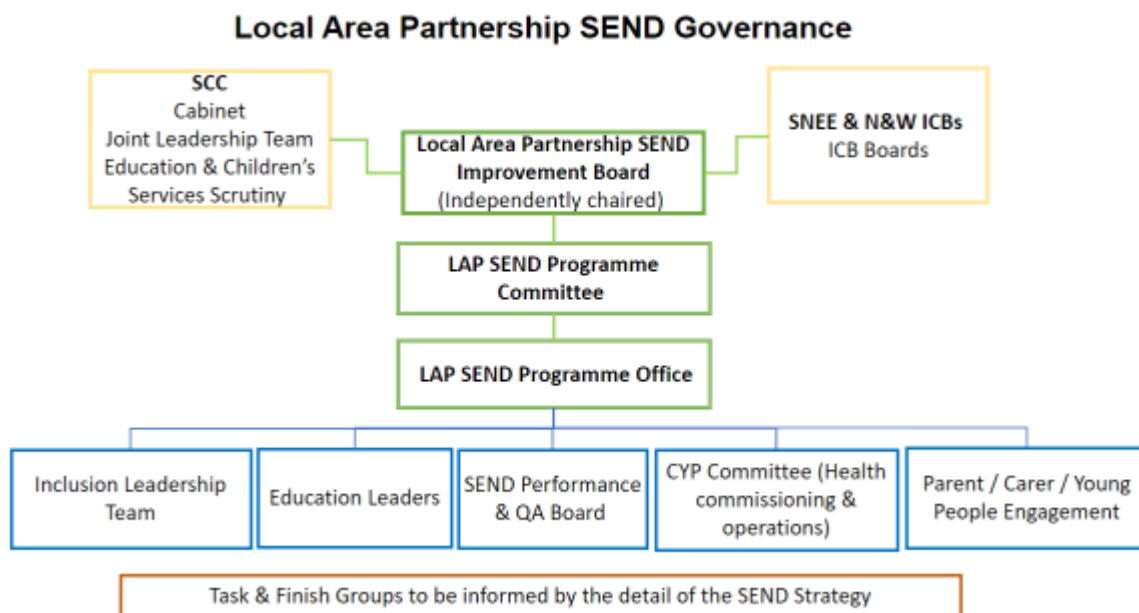 Local Area Partnership SEND Governance
SCC
Cabinet
Joint Leadership Team
Education & Children's
Services Scrutiny
Local Area Partnership SEND
Improvement Board
(Independently chaired)
SNEE & N&W ICBs
ICB Boards
LAP SEND Programme
Committee
LAP SEND Programme Office
Inclusion Leadership
Team
Education Leaders
SEND Performance
& QA Board
CYP Committee (Health
commissioning &
operations)
Parent / Carer / Young
People Engagement
Task & Finish Groups to be informed by the detail of the SEND Strategy